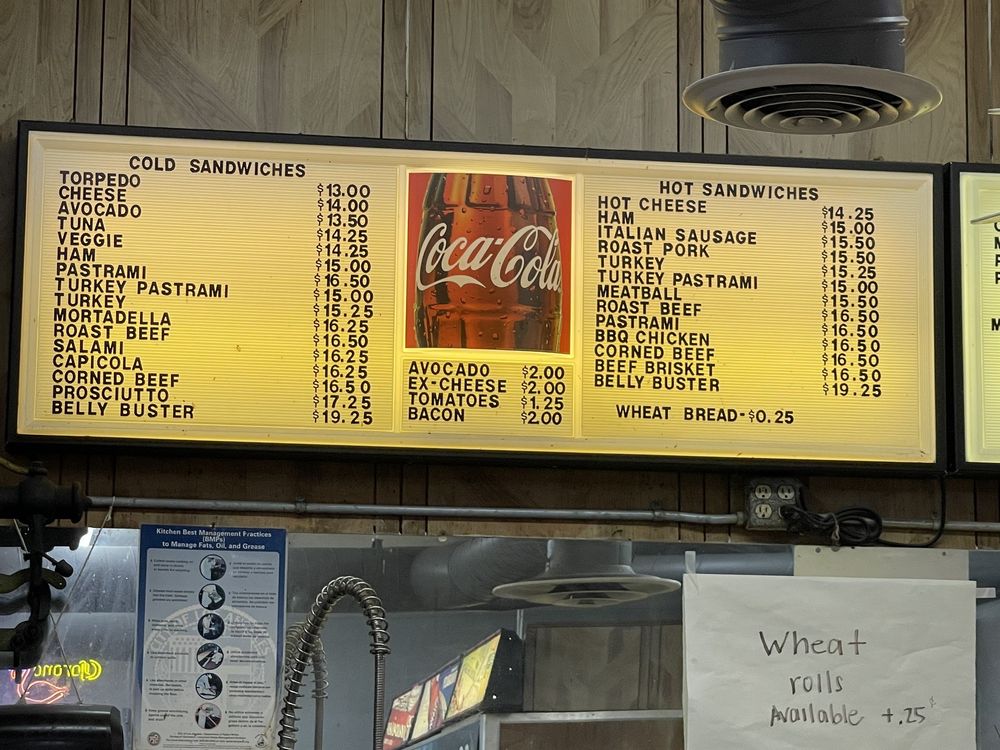 COLD SANDWICHES
TORPEDO $13.00
CHEESE $14.00
AVOCADO $13.50
TUNA $14.25
VEGGIE $14.25
HAM $15.00
PASTRAMI $16.50
TURKEY PASTRAMI $15.00
TURKEY $15.25
MORTADELLA $16.25
ROAST BEEF $16.50
SALAMI $16.25
CAPICOLA $16.25
CORNED BEEF $16.50
PROSCIUTTO $17.25
BELLY BUSTER $19.25
Coca-Cola
AVOCADO $2.00
EX-CHEESE $2.00
TOMATOES $1.25
BACON $2.00
HOT SANDWICHES
HOT CHEESE $14.25
HAM $15.00
ITALIAN SAUSAGE $15.50
ROAST PORK $15.50
TURKEY $15.25
TURKEY PASTRAMI $15.00
MEATBALL $15.50
ROAST BEEF $16.50
PASTRAMI $16.50
BBQ CHICKEN $16.50
CORNED BEEF $16.50
BEEF BRISKET $16.50
BELLY BUSTER $19.25
WHEAT BREAD-$0.25
Kitchen Best Management Practices
(BMPs)
to Manage Fats, Oil, and Grease
Corona
Wheat
rolls
Available +.25¢